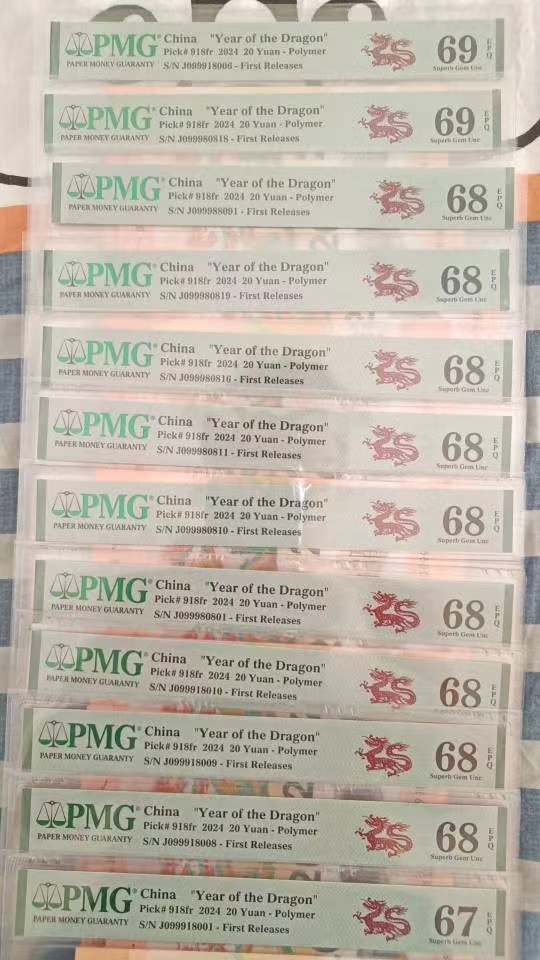 PMG® China "Year of the Dragon"
Pick# 918fr 2024 20 Yuan - Polymer
PAPER MONEY GUARANTY S/N J099918006 - First Releases
69 EPQ
Superb Gem Unc
PMG® China "Year of the Dragon"
Pick# 918fr 2024 20 Yuan - Polymer
PAPER MONEY GUARANTY S/N J099980818 - First Releases
69 EPQ
Superb Gem Unc
PMG® China "Year of the Dragon"
Pick# 918fr 2024 20 Yuan - Polymer
PAPER MONEY GUARANTY S/N J099988091 - First Releases
68 EPQ
Superb Gem Unc
PMG® China "Year of the Dragon"
Pick# 918fr 2024 20 Yuan - Polymer
PAPER MONEY GUARANTY S/N J099980819 - First Releases
68 EPQ
Superb Gem Unc
PMG® China "Year of the Dragon"
Pick# 918fr 2024 20 Yuan - Polymer
PAPER MONEY GUARANTY S/N J099980816 - First Releases
68 EPQ
Superb Gem Unc
PMG® China "Year of the Dragon"
Pick# 918fr 2024 20 Yuan - Polymer
PAPER MONEY GUARANTY S/N J099980811 - First Releases
68 EPQ
Superb Gem Unc
PMG® China "Year of the Dragon"
Pick# 918fr 2024 20 Yuan - Polymer
PAPER MONEY GUARANTY S/N J099980810 - First Releases
68 EPQ
Superb Gem Unc
PMG® China "Year of the Dragon"
Pick# 918fr 2024 20 Yuan - Polymer
PAPER MONEY GUARANTY S/N J099980801 - First Releases
68 EPQ
Superb Gem Unc
PMG® China "Year of the Dragon"
Pick# 918fr 2024 20 Yuan - Polymer
PAPER MONEY GUARANTY S/N J099918010 - First Releases
68 EPQ
PMG® China "Year of the Dragon"
Pick# 918fr 2024 20 Yuan - Polymer
PAPER MONEY GUARANTY S/N J099918009 - First Releases
68 EPQ
Superb Gem Unc
PMG® China "Year of the Dragon"
Pick# 918fr 2024 20 Yuan - Polymer
PAPER MONEY GUARANTY S/N J099918008 - First Releases
68 EPQ
Superb Gem Unc
PMG® China "Year of the Dragon"
Pick# 918fr 2024 20 Yuan - Polymer
PAPER MONEY GUARANTY S/N J099918001 - First Releases
67 EPQ
Superb Gem Unc